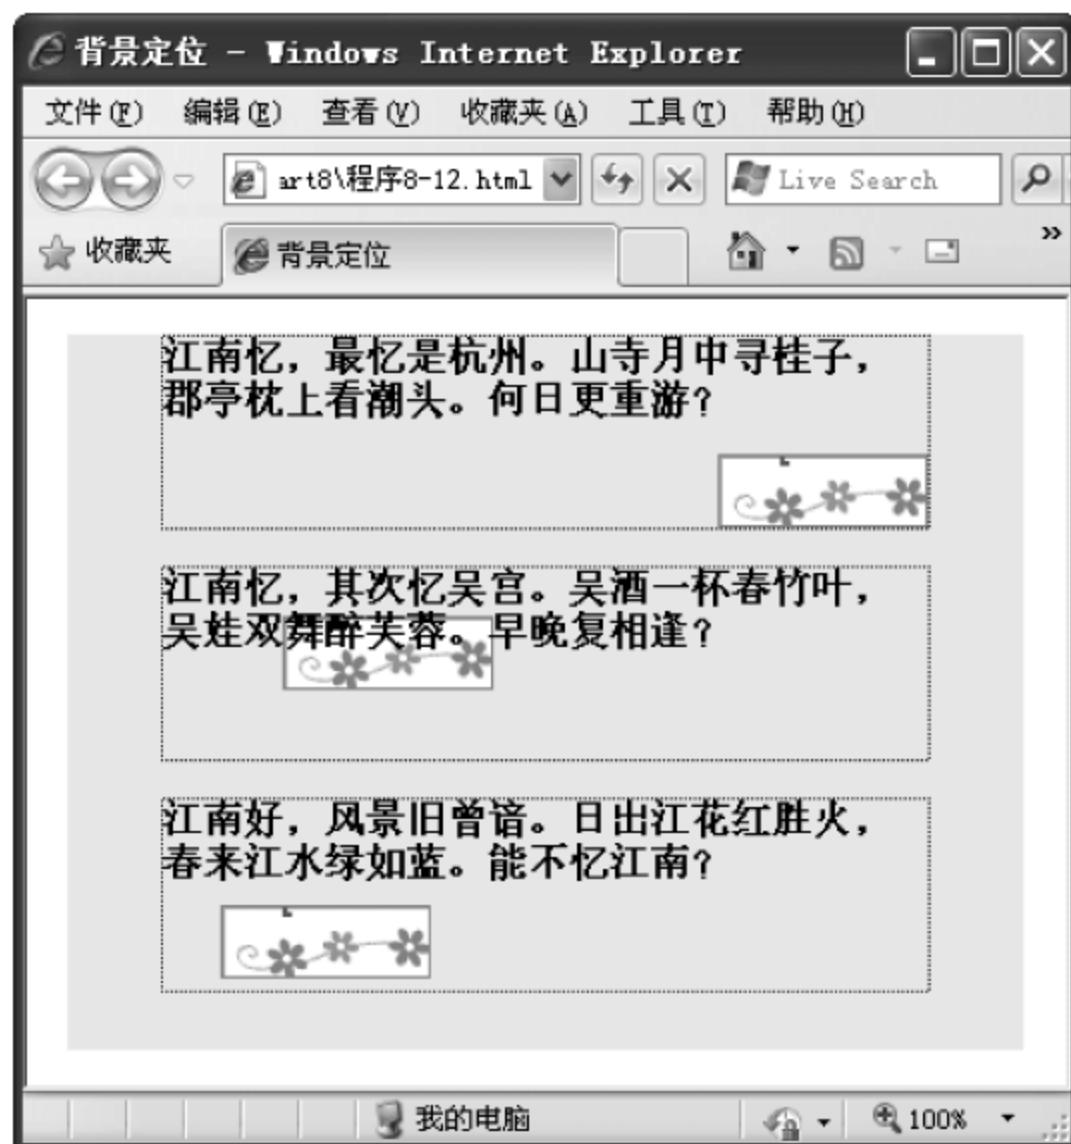 背景定位 - Windows Internet Explorer
文件(F) 编辑(E) 查看(V) 收藏夹(A) 工具(T) 帮助(H)
art8\程序8-12.html Live Search
收藏夹 背景定位 »
江南忆，最忆是杭州。山寺月中寻桂子，
郡亭枕上看潮头。何日更重游？
江南忆，其次忆吴宫。吴酒一杯春竹叶，
吴娃双舞醉芙蓉。早晚复相逢？
江南好，风景旧曾谙。日出江花红胜火，
春来江水绿如蓝。能不忆江南？
我的电脑 100%